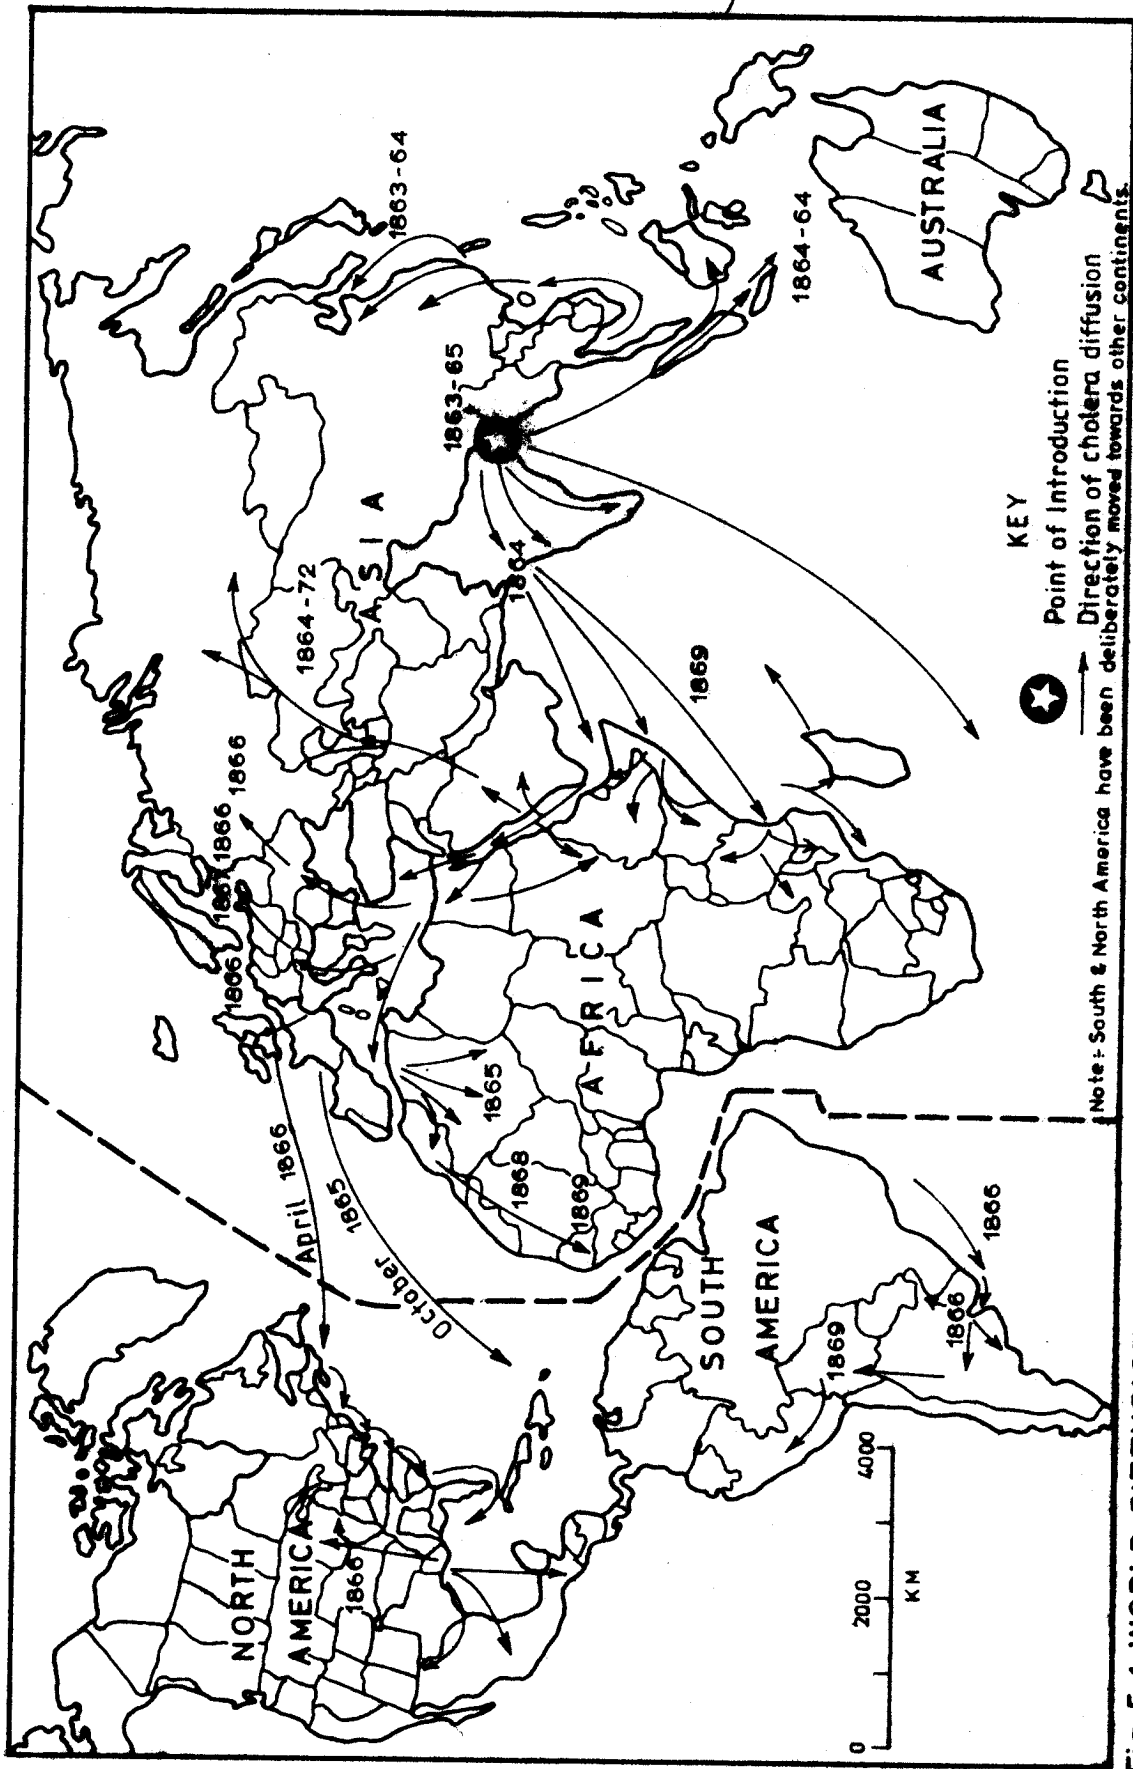 NORTH
AMERICA
1866
SOUTH
AMERICA
1869
1866
1866
April 1866
October 1865
1866
1866
1866
1864-72
A S I A
1863-64
1863-65
1864
1864-64
1869
1865
1868
1869
AFRICA
AUSTRALIA
0 2000 4000
KM
KEY
Point of Introduction
Direction of cholera diffusion
Note:- South & North America have been deliberately moved towards other continents.